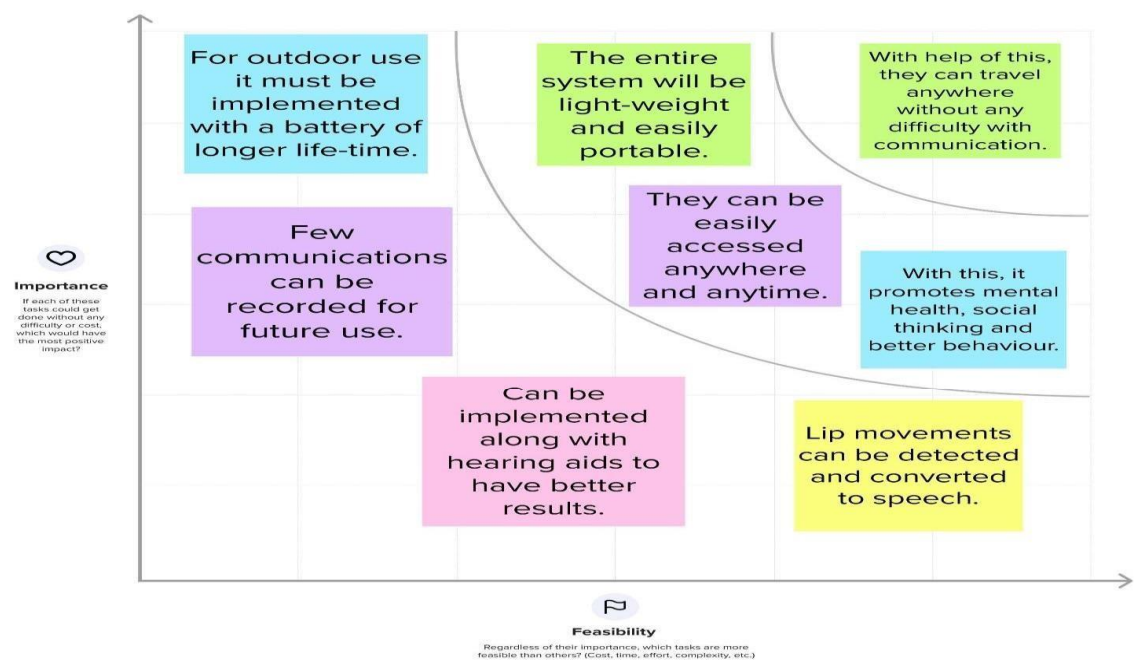 For outdoor use
it must be
implemented
with a battery of
longer life-time.
The entire
system will be
light-weight
and easily
portable.
With help of this,
they can travel
anywhere
without any
difficulty with
communication.
Few
communications
can be
recorded for
future use.
They can be
easily
accessed
anywhere
and anytime.
With this, it
promotes mental
health, social
thinking and
better behaviour.
Importance
If each of these
tasks could get
done without any
difficulty or cost,
which would have
the most positive
impact?
Can be
implemented
along with
hearing aids to
have better
results.
Lip movements
can be detected
and converted
to speech.
Feasibility
Regardless of their importance, which tasks are more
feasible than others? (Cost, time, effort, complexity, etc.)